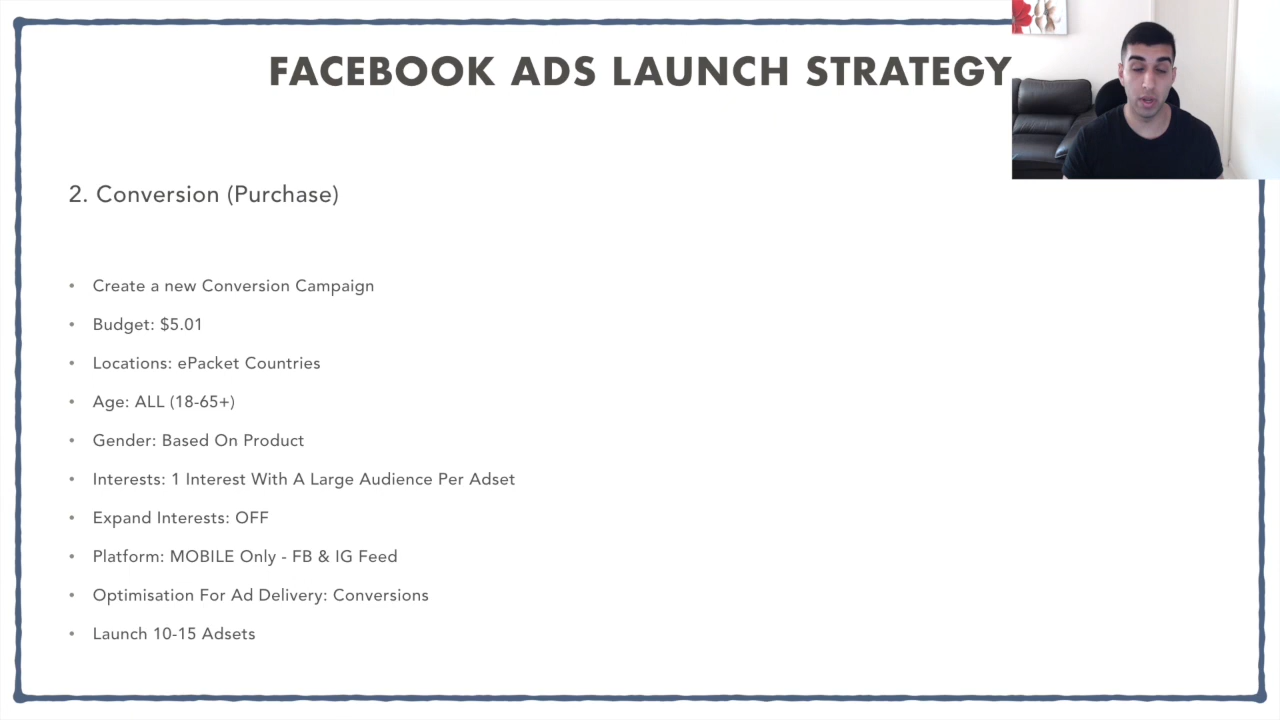 FACEBOOK ADS LAUNCH STRATEGY
2. Conversion (Purchase)
• Create a new Conversion Campaign
• Budget: $5.01
• Locations: ePacket Countries
• Age: ALL (18-65+)
• Gender: Based On Product
• Interests: 1 Interest With A Large Audience Per Adset
• Expand Interests: OFF
• Platform: MOBILE Only - FB & IG Feed
• Optimisation For Ad Delivery: Conversions
• Launch 10-15 Adsets